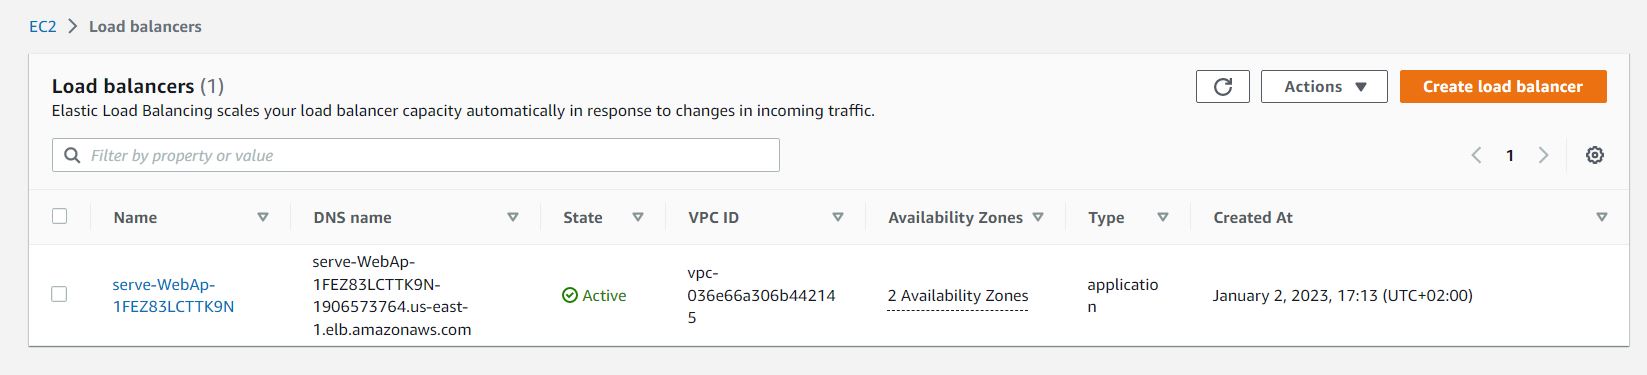 EC2 > Load balancers
Load balancers (1)
Actions
Create load balancer
Elastic Load Balancing scales your load balancer capacity automatically in response to changes in incoming traffic.
Filter by property or value
1
Name
DNS name
State
VPC ID
Availability Zones
Type
Created At
serve-WebAp-
1FEZ83LCTTK9N
serve-WebAp-
1FEZ83LCTTK9N-
1906573764.us-east-
1.elb.amazonaws.com
Active
vpc-
036e66a306b44214
5
2 Availability Zones
applicatio
n
January 2, 2023, 17:13 (UTC+02:00)